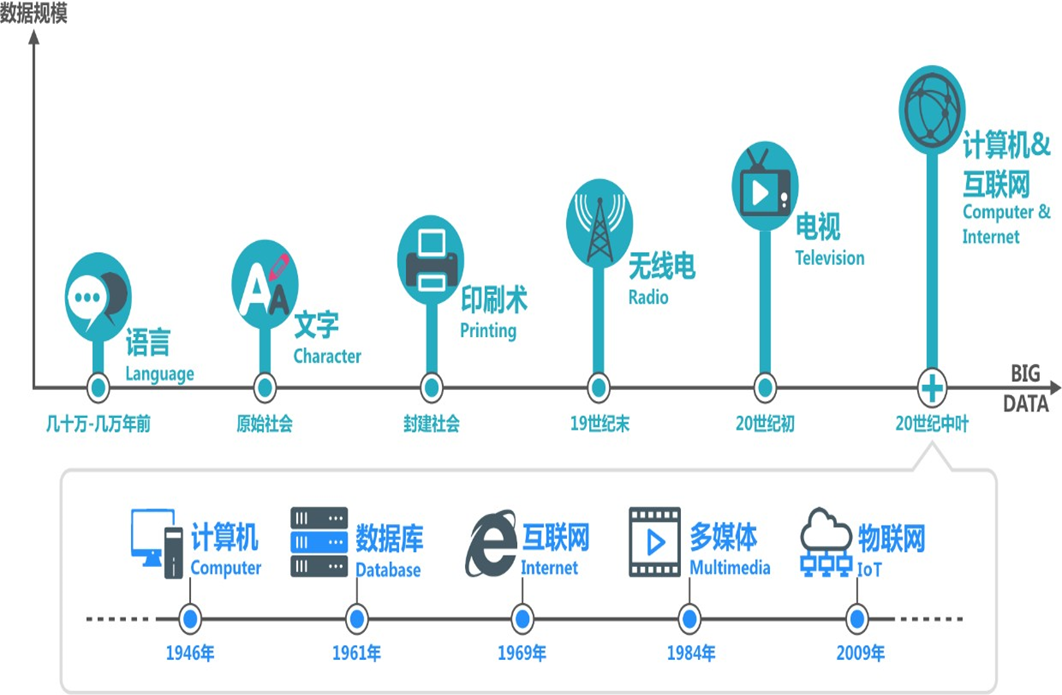 数据规模
语言
Language
文字
Character
印刷术
Printing
无线电
Radio
电视
Television
计算机&
互联网
Computer &
Internet
BIG
DATA
几十万-几万年前
原始社会
封建社会
19世纪末
20世纪初
20世纪中叶
计算机
Computer
数据库
Database
互联网
Internet
多媒体
Multimedia
物联网
IoT
1946年
1961年
1969年
1984年
2009年